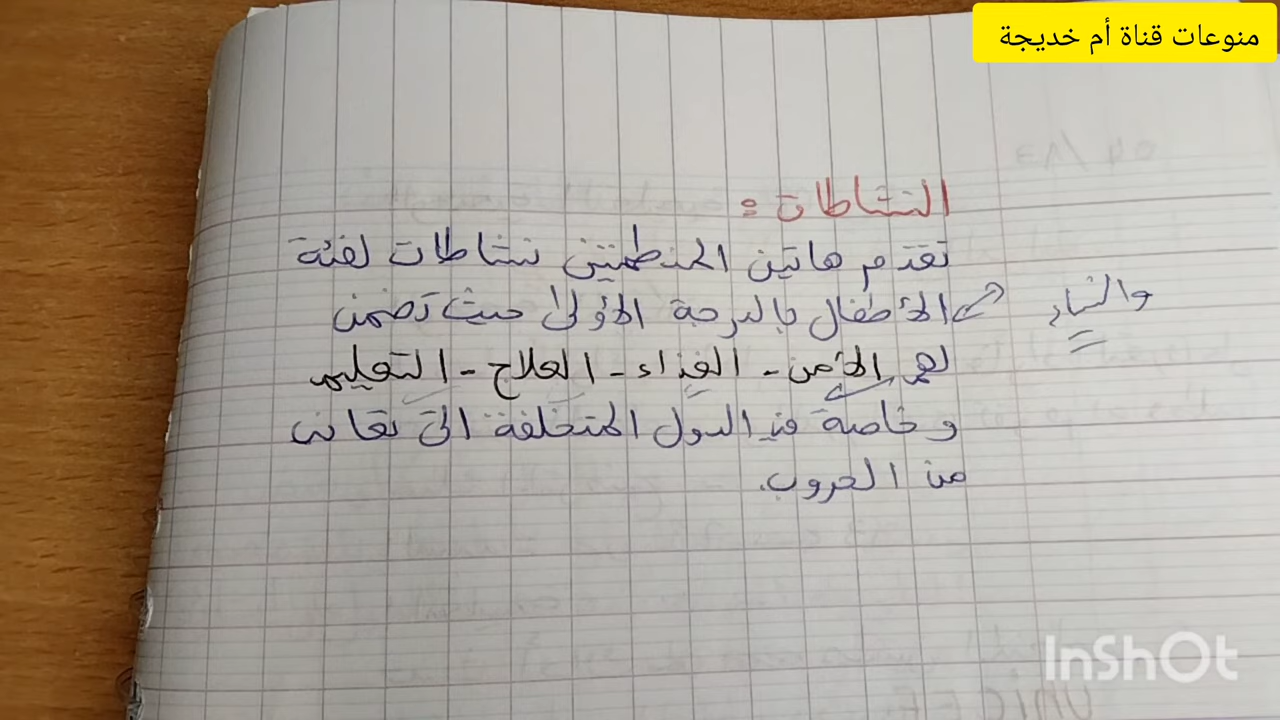 منوعات قناة أم خديجة
النشاطات :
تقدم هاتين المنظمتين نشاطات لفئة
الأطفال بالدرجة الأولى حيث تضمن
والنساء
لهم الأمن - الغذاء - العلاج - التعليم
وخاصة في الدول المتخلفة التي تعاني
من الحروب.
InShOt